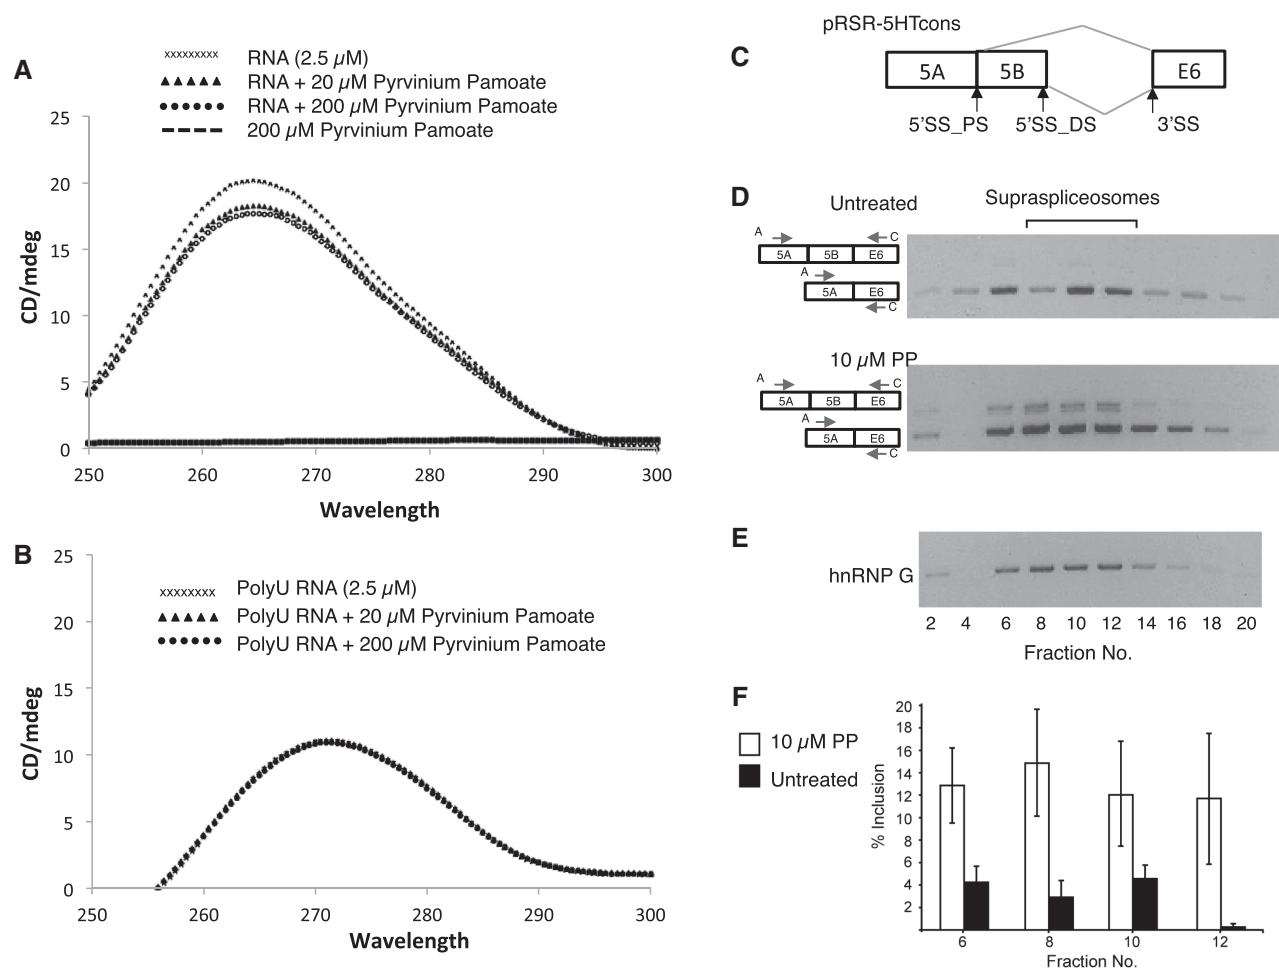 A
RNA (2.5 µM)
RNA + 20 µM Pyrvinium Pamoate
RNA + 200 µM Pyrvinium Pamoate
200 µM Pyrvinium Pamoate
CD/mdeg
25
20
15
10
5
0
250 260 270 280 290 300
Wavelength
B
PolyU RNA (2.5 µM)
PolyU RNA + 20 µM Pyrvinium Pamoate
PolyU RNA + 200 µM Pyrvinium Pamoate
CD/mdeg
25
20
15
10
5
0
250 260 270 280 290 300
Wavelength
C
pRSR-5HTcons
5A 5B E6
5'SS_PS 5'SS_DS 3'SS
D
Untreated
Supraspliceosomes
A C
5A 5B E6
A
5A E6
C
10 µM PP
A C
5A 5B E6
A
5A E6
C
E
hnRNP G
2 4 6 8 10 12 14 16 18 20
Fraction No.
F
10 µM PP
Untreated
% Inclusion
20
18
16
14
12
10
8
6
4
2
6 8 10 12
Fraction No.